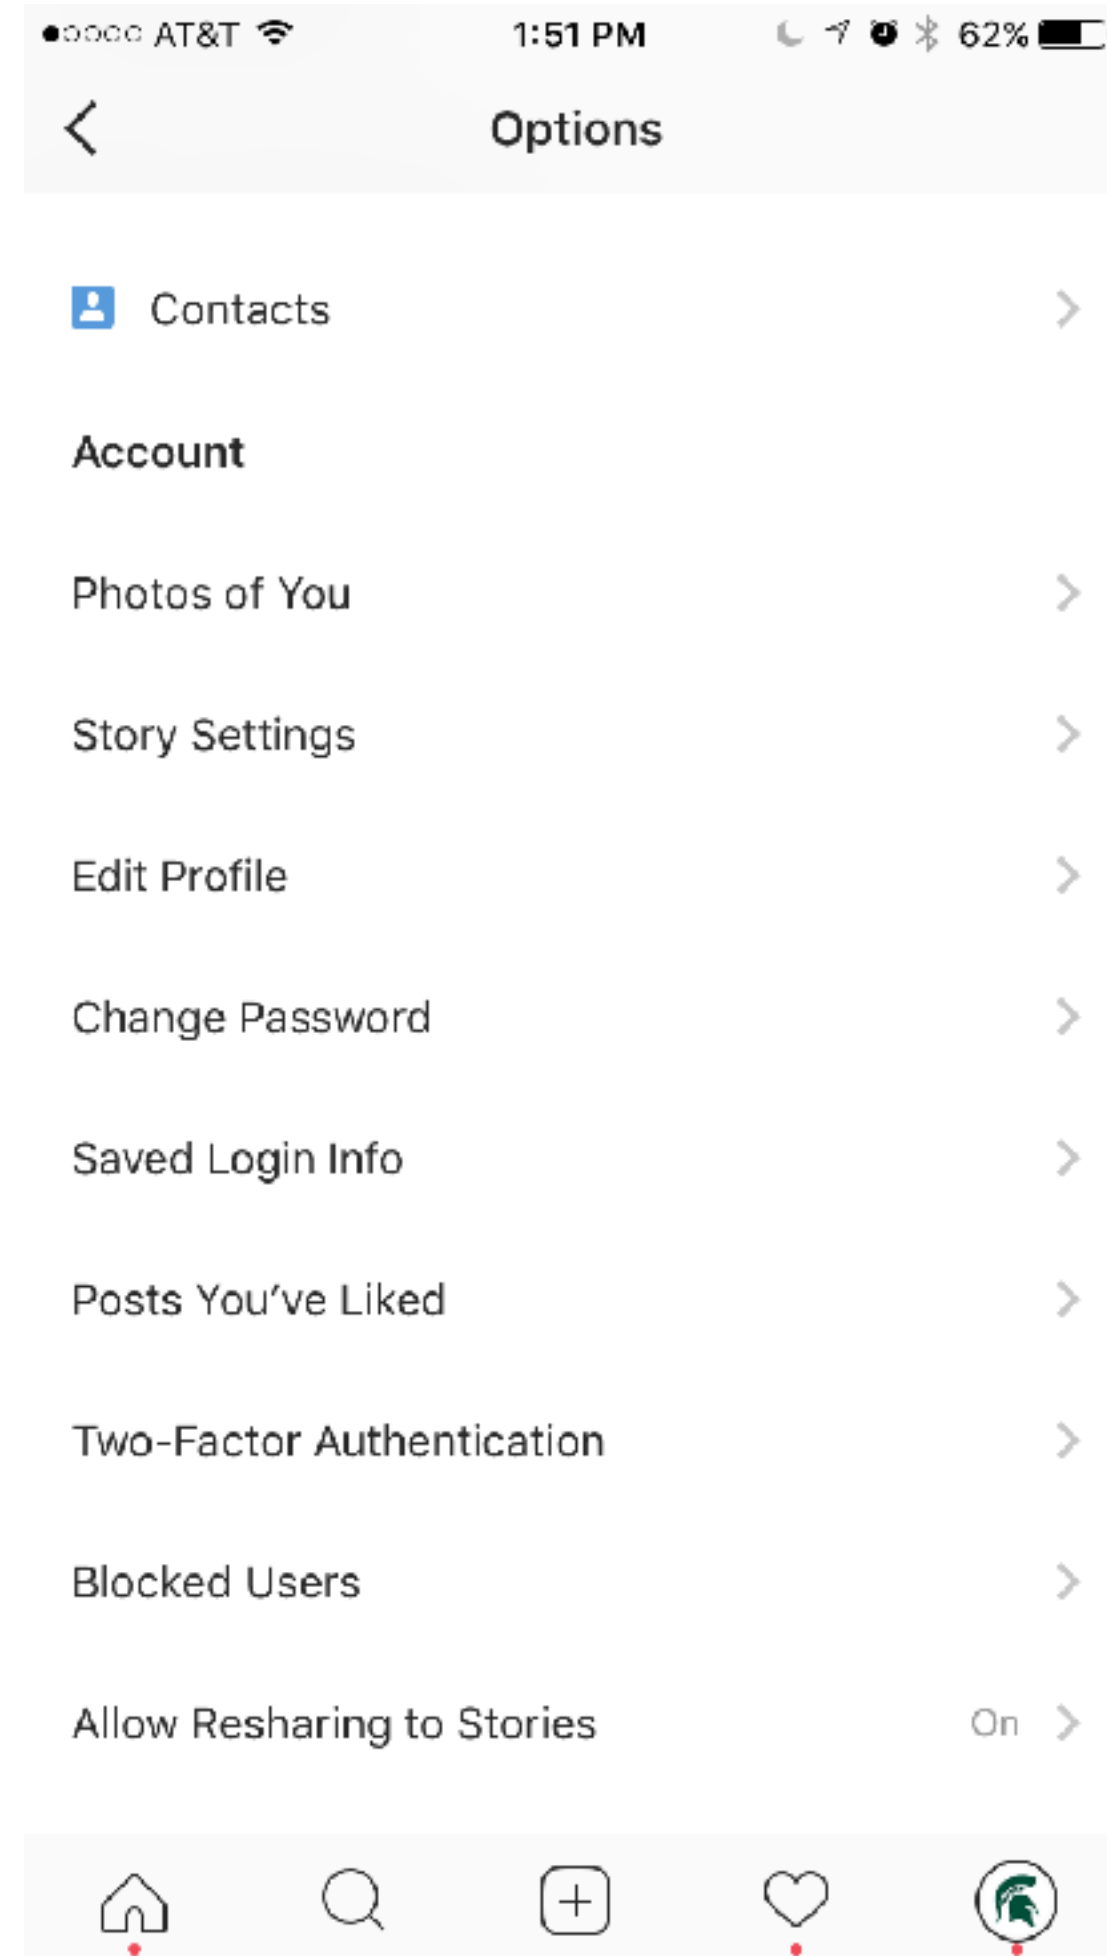 AT&T 1:51 PM 62%
Options
Contacts
Account
Photos of You
Story Settings
Edit Profile
Change Password
Saved Login Info
Posts You’ve Liked
Two-Factor Authentication
Blocked Users
Allow Resharing to Stories On